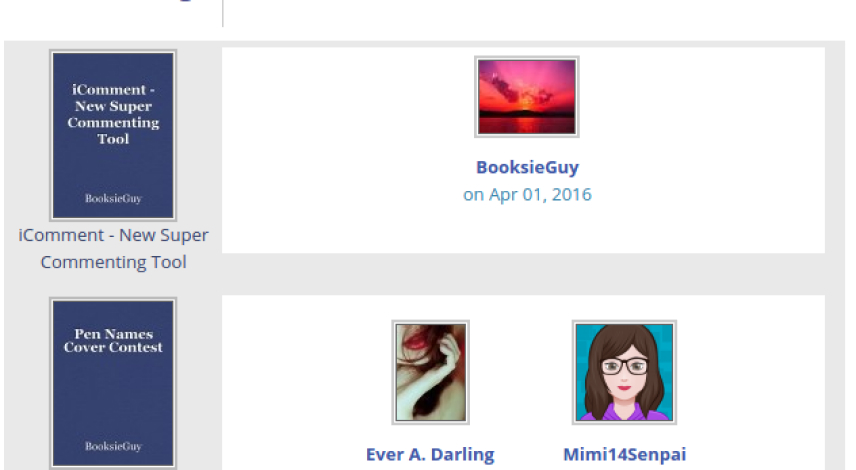 iComment -
New Super
Commenting
Tool
BooksieGuy
iComment - New Super
Commenting Tool
BooksieGuy
on Apr 01, 2016
Pen Names
Cover Contest
BooksieGuy
Ever A. Darling
Mimi14Senpai